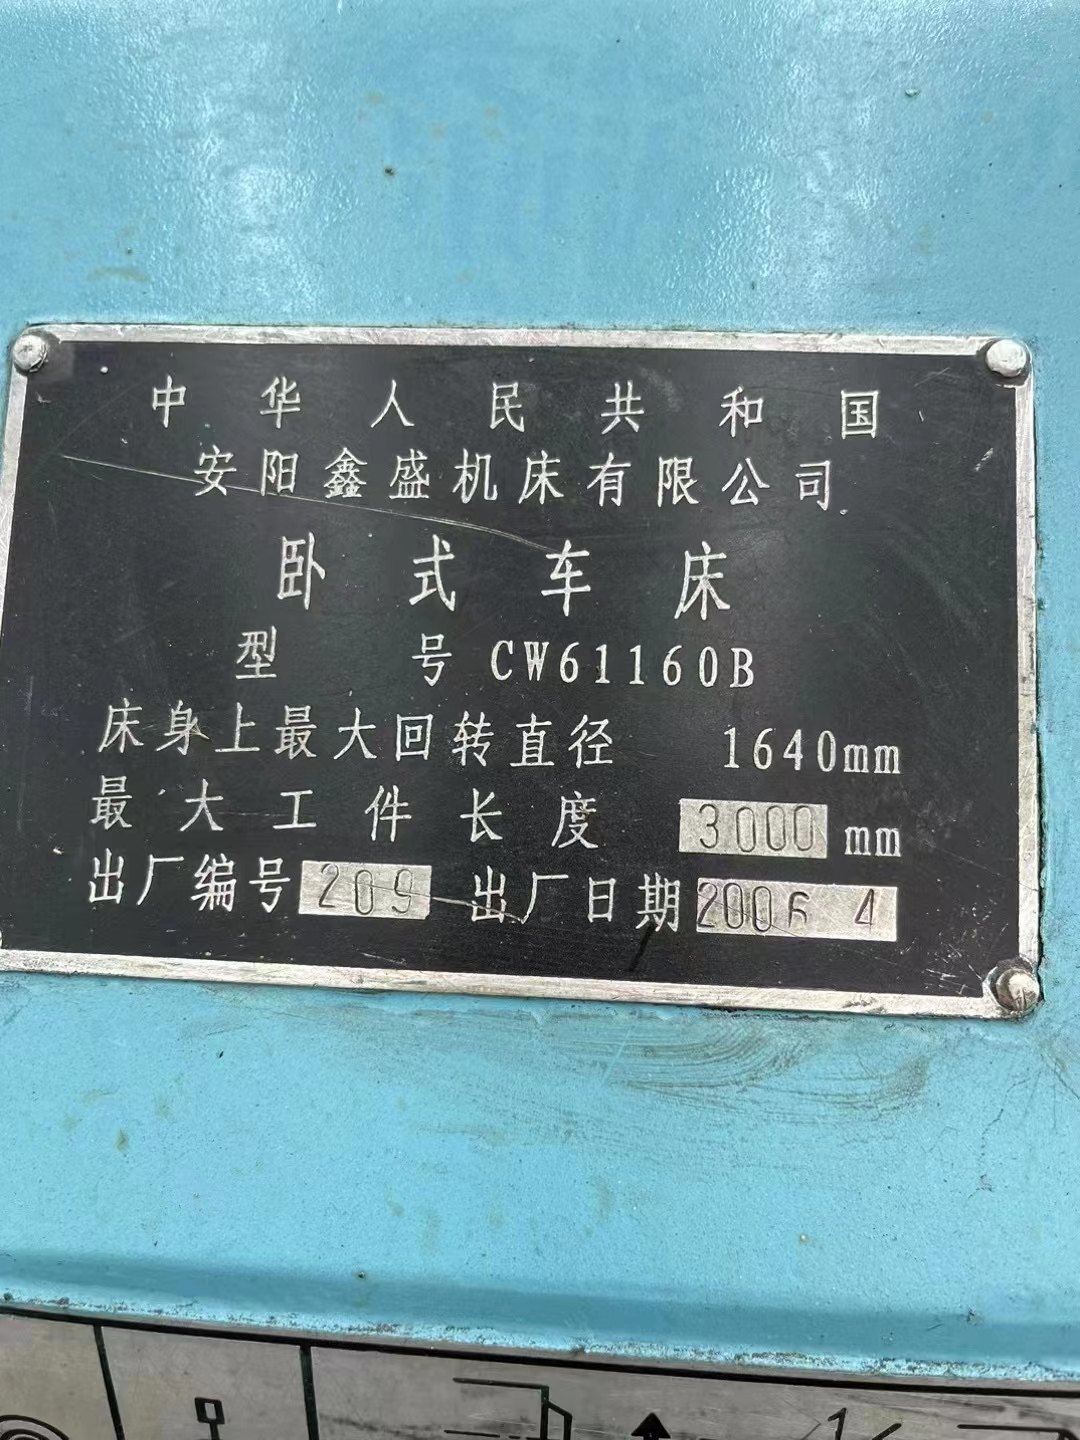 中华人民共和国
安阳鑫盛机床有限公司
卧式车床
型号 CW61160B
床身上最大回转直径 1640mm
最大工件长度 3000 mm
出厂编号 209 出厂日期 2006 4